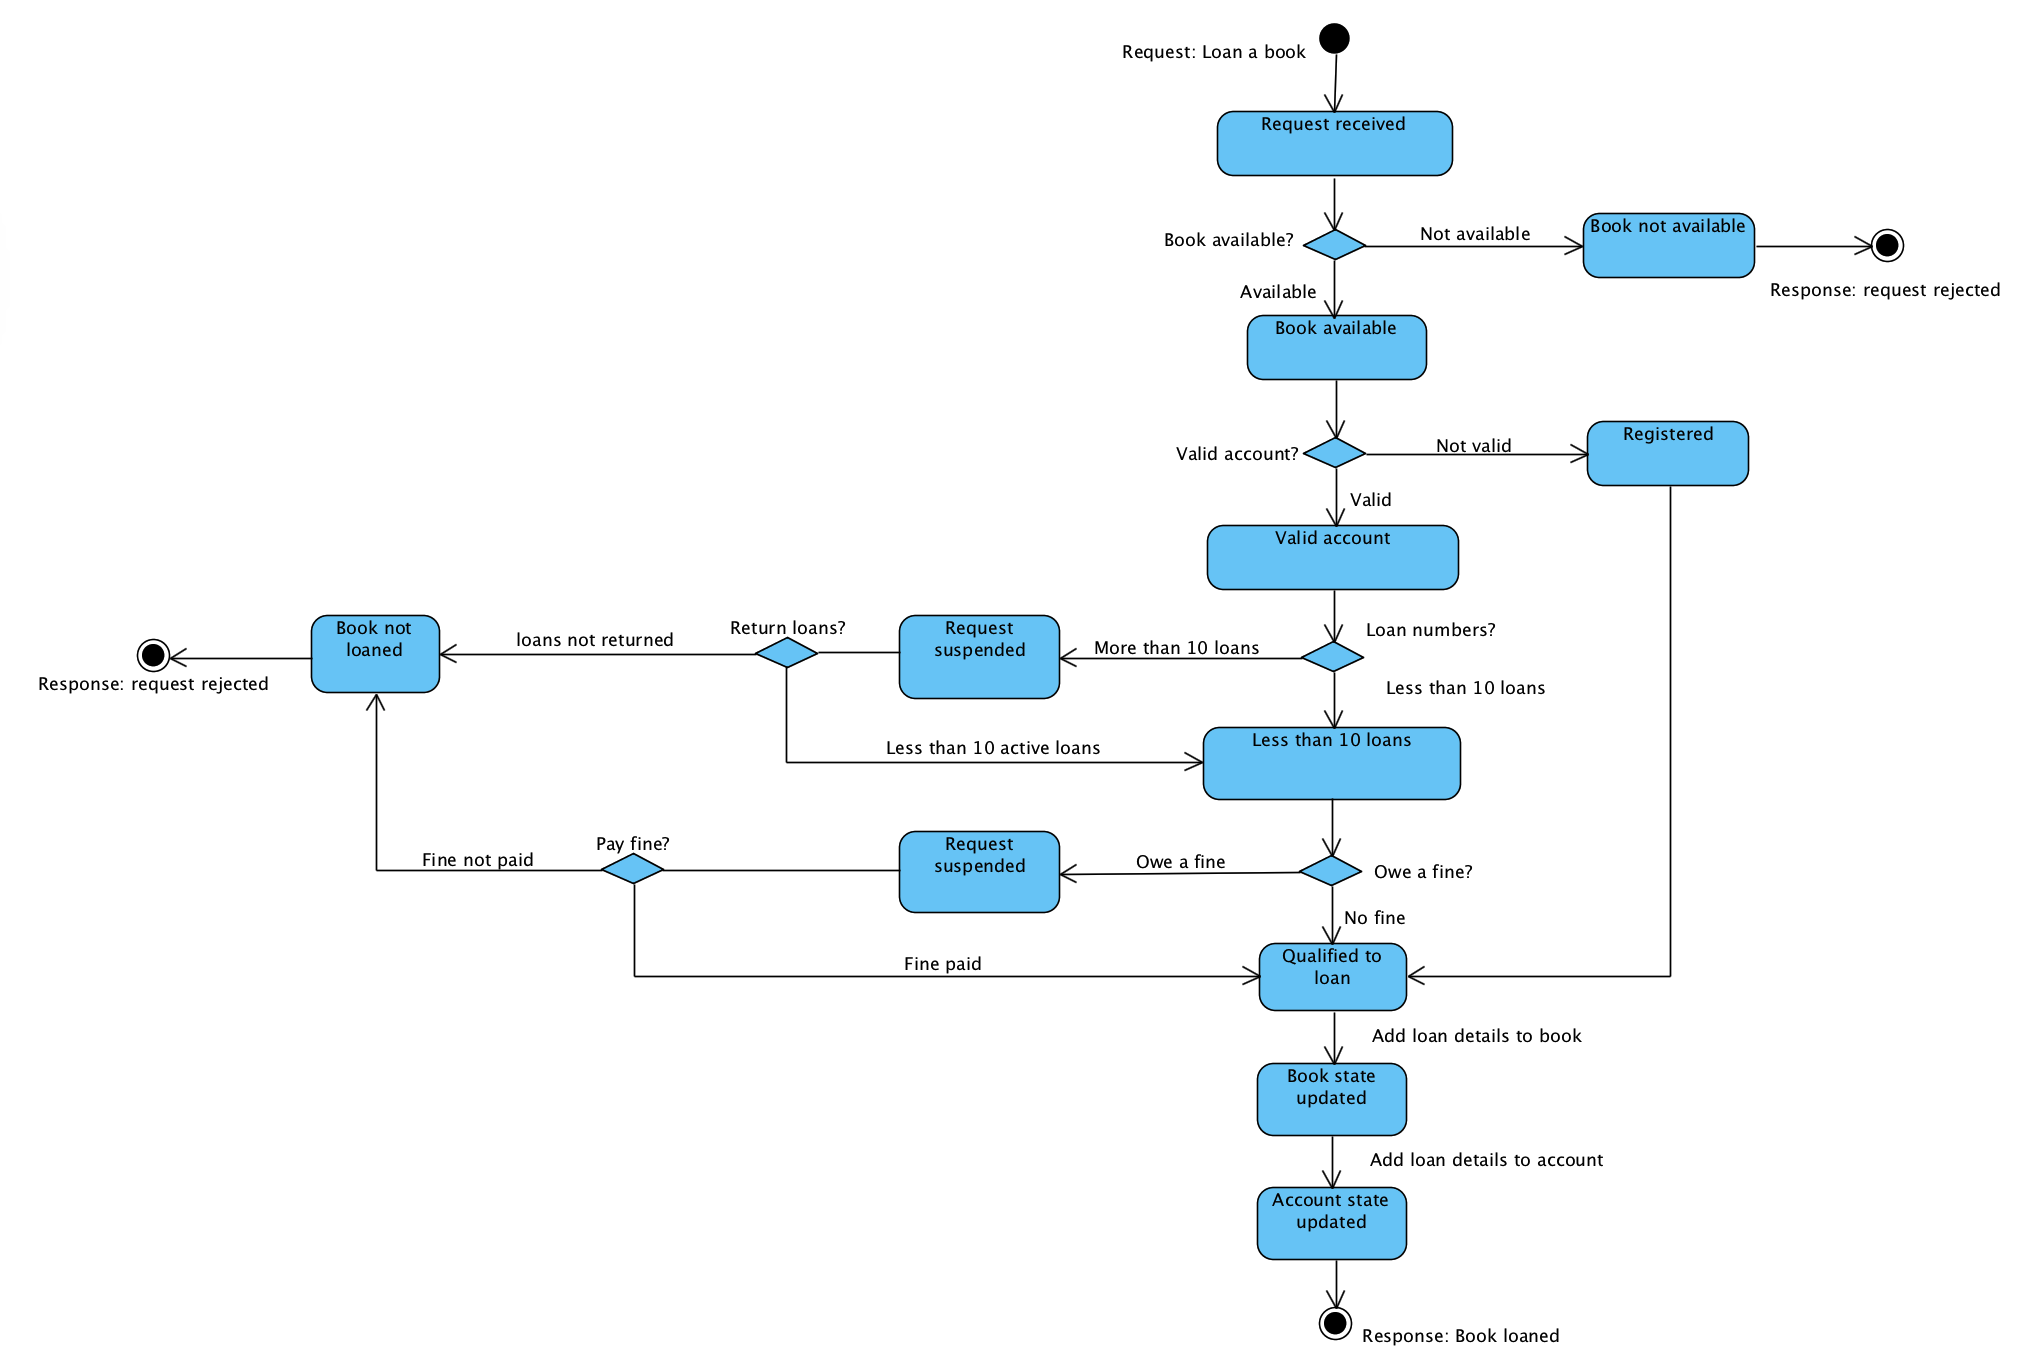 Request: Loan a book
Request received
Book available?
Not available
Book not available
Response: request rejected
Available
Book available
Valid account?
Not valid
Registered
Valid
Valid account
Book not
loaned
loans not returned
Return loans?
Request
suspended
More than 10 loans
Loan numbers?
Response: request rejected
Less than 10 loans
Less than 10 active loans
Less than 10 loans
Fine not paid
Pay fine?
Request
suspended
Owe a fine
Owe a fine?
No fine
Fine paid
Qualified to
loan
Add loan details to book
Book state
updated
Add loan details to account
Account state
updated
Response: Book loaned